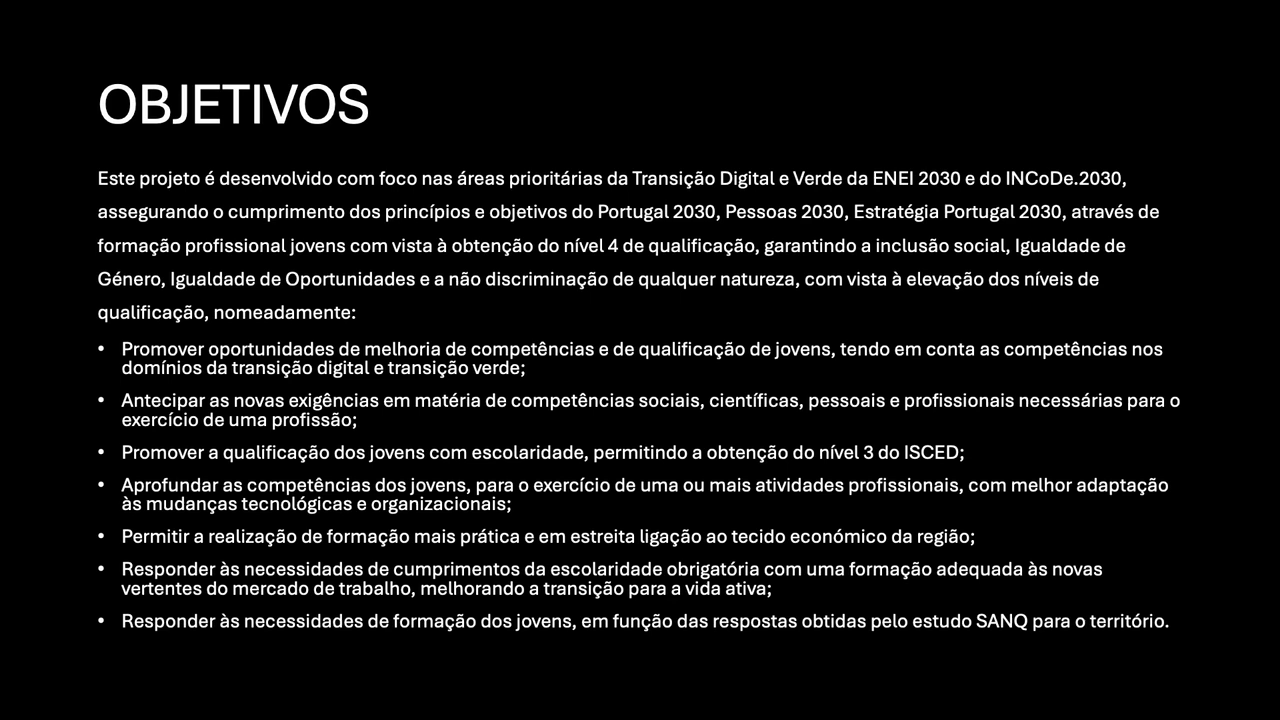 OBJETIVOS
Este projeto é desenvolvido com foco nas áreas prioritárias da Transição Digital e Verde da ENEI 2030 e do INCoDe.2030,
assegurando o cumprimento dos princípios e objetivos do Portugal 2030, Pessoas 2030, Estratégia Portugal 2030, através de
formação profissional jovens com vista à obtenção do nível 4 de qualificação, garantindo a inclusão social, Igualdade de
Género, Igualdade de Oportunidades e a não discriminação de qualquer natureza, com vista à elevação dos níveis de
qualificação, nomeadamente:
• Promover oportunidades de melhoria de competências e de qualificação de jovens, tendo em conta as competências nos
domínios da transição digital e transição verde;
• Antecipar as novas exigências em matéria de competências sociais, científicas, pessoais e profissionais necessárias para o
exercício de uma profissão;
• Promover a qualificação dos jovens com escolaridade, permitindo a obtenção do nível 3 do ISCED;
• Aprofundar as competências dos jovens, para o exercício de uma ou mais atividades profissionais, com melhor adaptação
às mudanças tecnológicas e organizacionais;
• Permitir a realização de formação mais prática e em estreita ligação ao tecido económico da região;
• Responder às necessidades de cumprimentos da escolaridade obrigatória com uma formação adequada às novas
vertentes do mercado de trabalho, melhorando a transição para a vida ativa;
• Responder às necessidades de formação dos jovens, em função das respostas obtidas pelo estudo SANQ para o território.